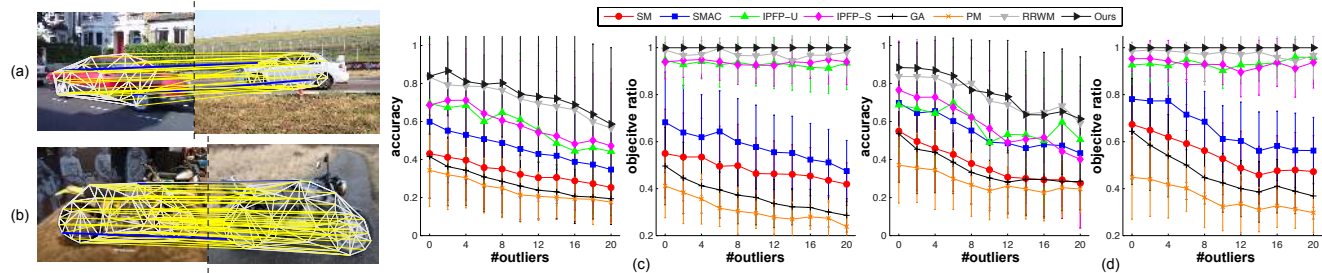 SM SMAC IPFP-U IPFP-S GA PM RRWM Ours
(a)
(b)
accuracy
1
0.8
0.6
0.4
0.2
0
0 4 8 12 16 20
#outliers
objecitve ratio
1
0.8
0.6
0.4
0.2
0 4 8 12 16 20
#outliers
(c)
accuracy
1
0.8
0.6
0.4
0.2
0
0 4 8 12 16 20
#outliers
objecitve ratio
1
0.8
0.6
0.4
0.2
0 4 8 12 16 20
#outliers
(d)